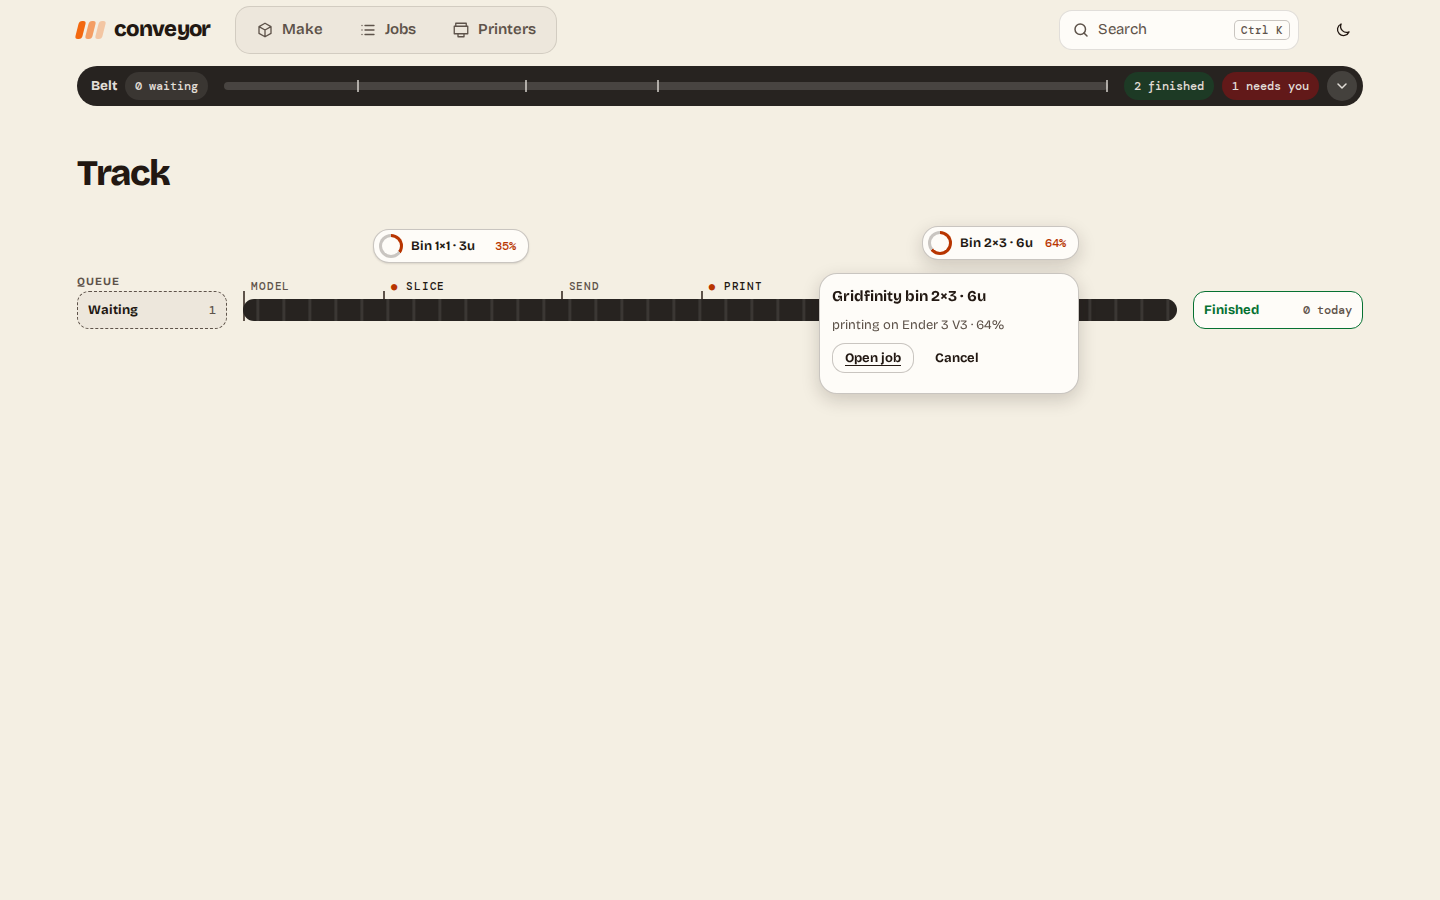 conveyor
Make
Jobs
Printers
Search
Ctrl K
Belt
0 waiting
2 finished
1 needs you
Track
Bin 1×1 · 3u 35%
Bin 2×3 · 6u 64%
QUEUE
MODEL
SLICE
SEND
PRINT
Waiting 1
Finished 0 today
Gridfinity bin 2×3 · 6u
printing on Ender 3 V3 · 64%
Open job
Cancel